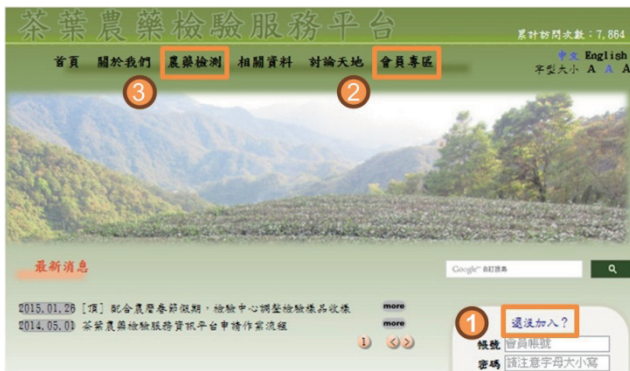 茶葉農藥檢驗服務平台
累計訪問次數：7,864
首頁 關於我們 農藥檢測 相關資料 討論天地 會員專區
中文 English
字型大小 A A A
③ ②
最新消息
2015.01.26 [頂] 配合農曆春節假期，檢驗中心調整檢驗樣品收樣 more
2014.05.01 茶葉農藥檢驗服務資訊平台申請作業流程 more
1
① 還沒加入？
帳號 會員帳號
密碼 請注意字母大小寫